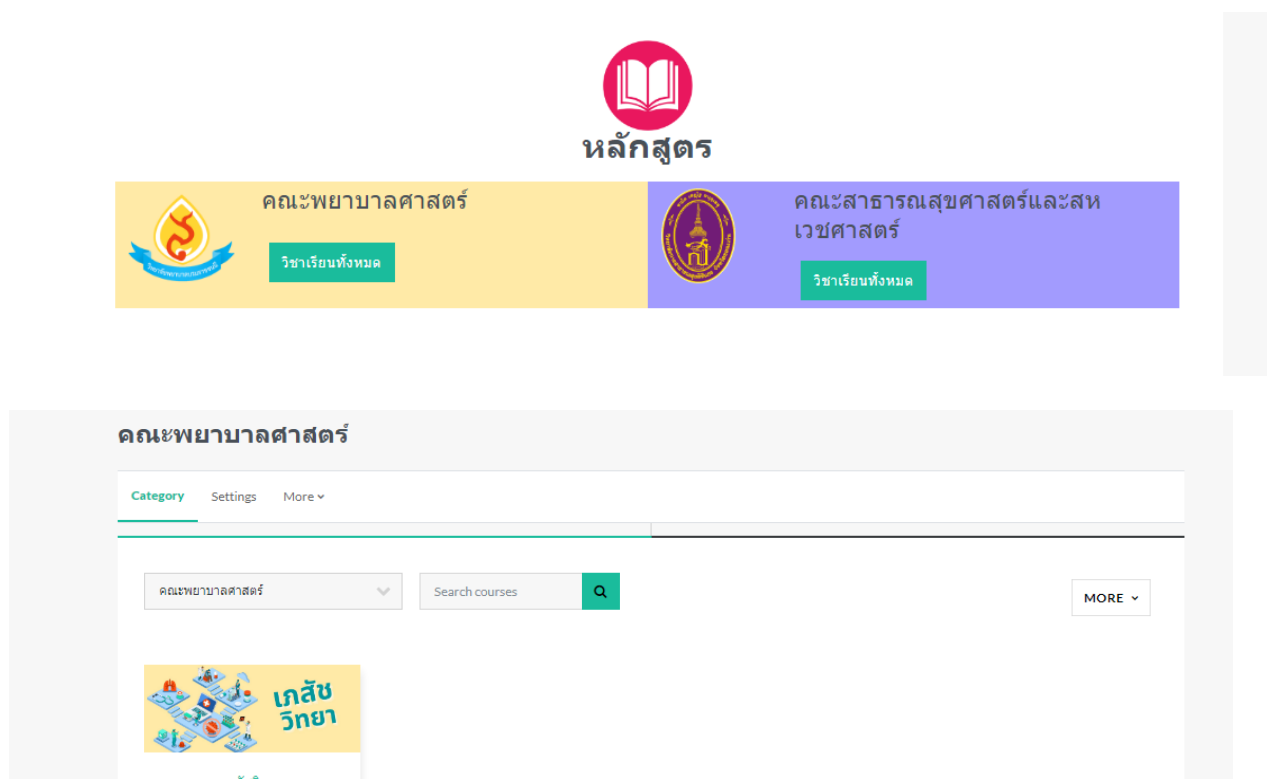 หลักสูตร
คณะพยาบาลศาสตร์
วิชาเรียนทั้งหมด
คณะสาธารณสุขศาสตร์และสห
เวชศาสตร์
วิชาเรียนทั้งหมด
คณะพยาบาลศาสตร์
Category Settings More
คณะพยาบาลศาสตร์ Search courses MORE
เภสัช
วิทยา